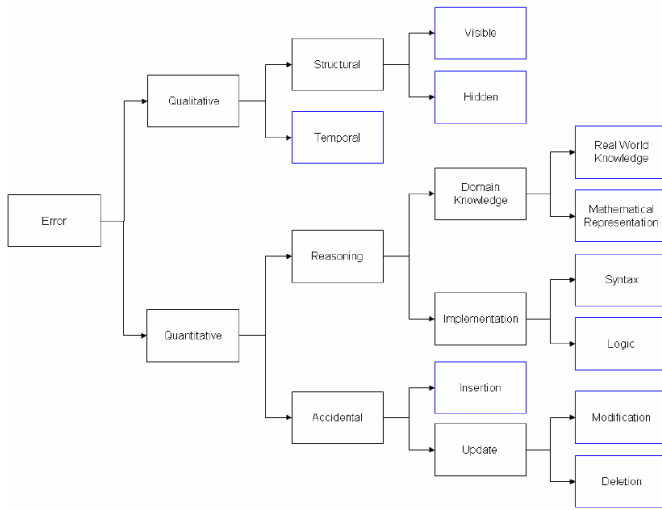 Visible
Structural
Qualitative
Hidden
Temporal
Real World
Knowledge
Domain
Knowledge
Mathematical
Representation
Error
Reasoning
Syntax
Implementation
Quantitative
Logic
Insertion
Accidental
Modification
Update
Deletion